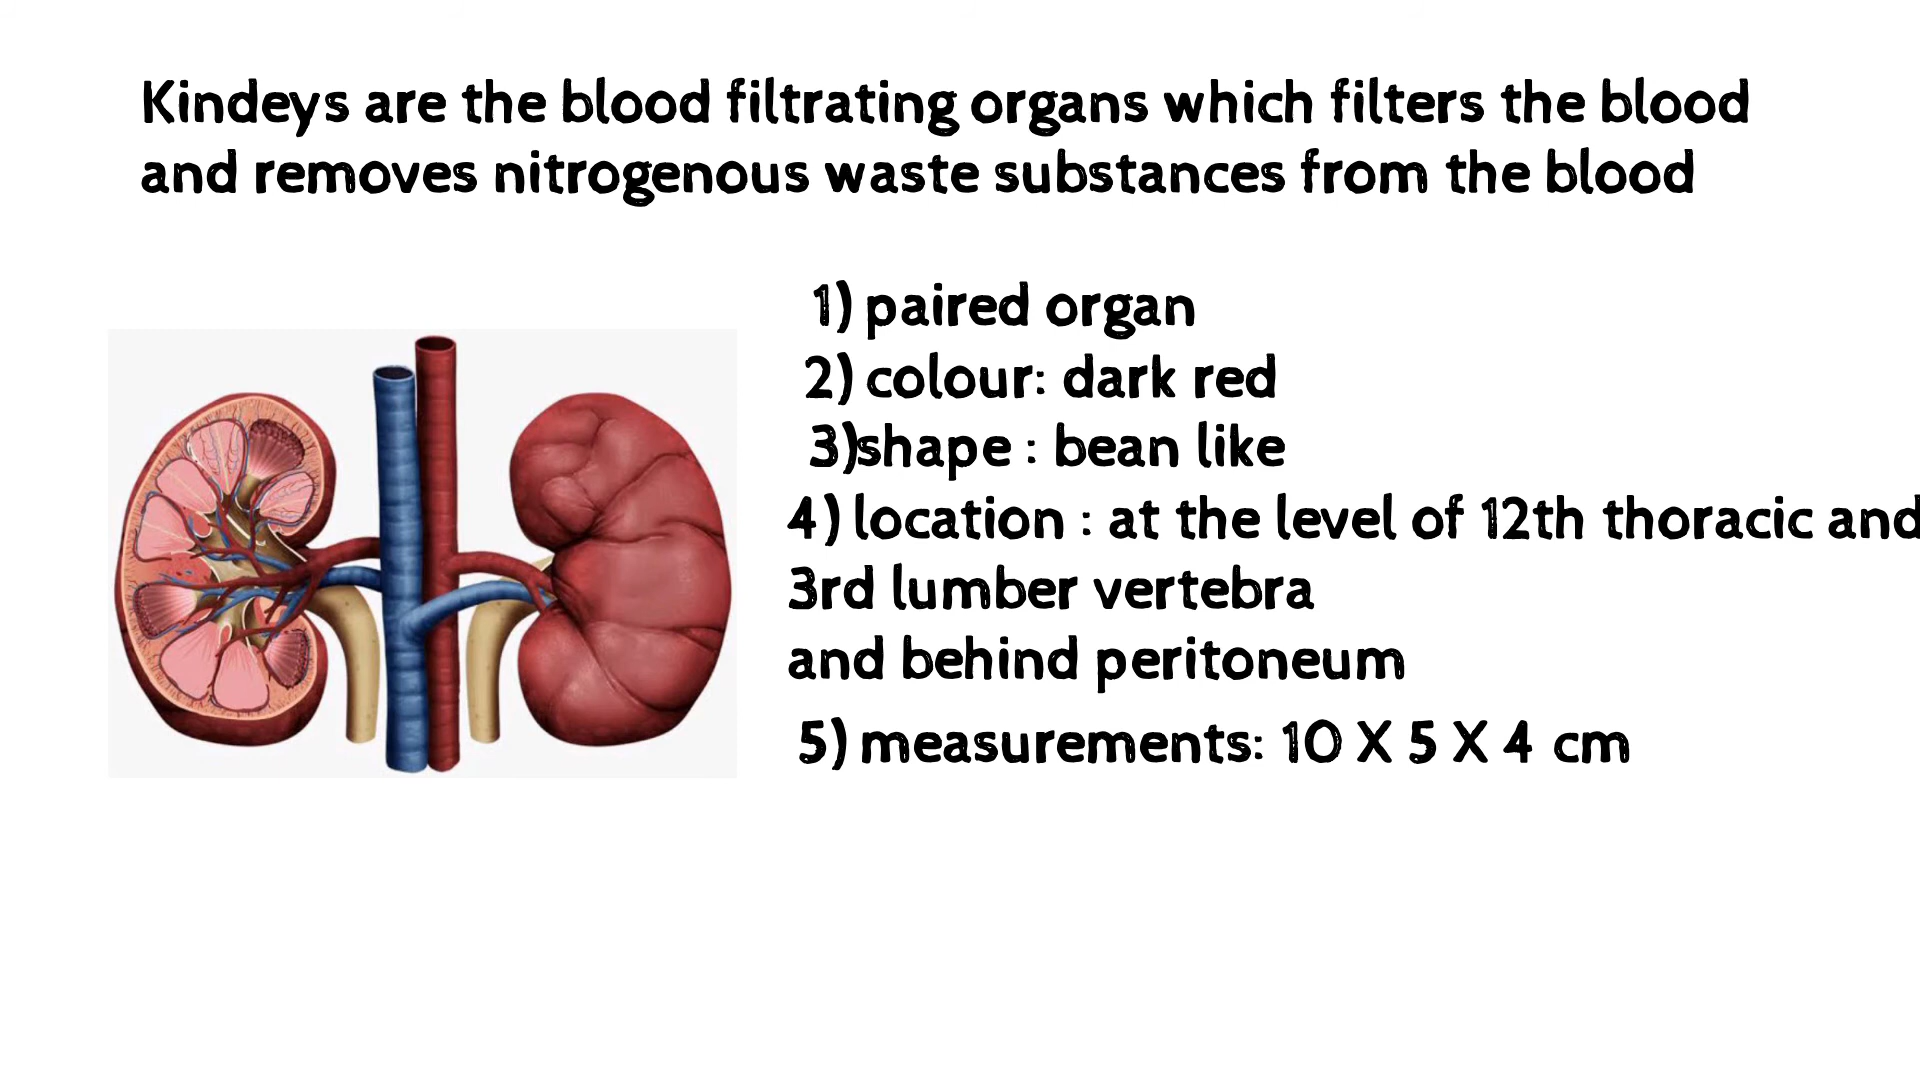 Kindeys are the blood filtrating organs which filters the blood
and removes nitrogenous waste substances from the blood
1) paired organ
2) colour: dark red
3)shape : bean like
4) location : at the level of 12th thoracic and
3rd lumber vertebra
and behind peritoneum
5) measurements: 10 X 5 X 4 cm